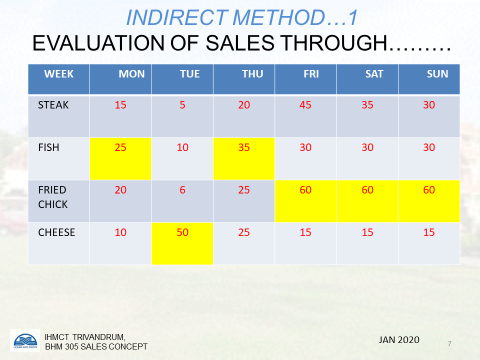 INDIRECT METHOD…1
EVALUATION OF SALES THROUGH………
WEEK MON TUE THU FRI SAT SUN
STEAK 15 5 20 45 35 30
FISH 25 10 35 30 30 30
FRIED CHICK 20 6 25 60 60 60
CHEESE 10 50 25 15 15 15
IHMCT TRIVANDRUM,
BHM 305 SALES CONCEPT
JAN 2020
7